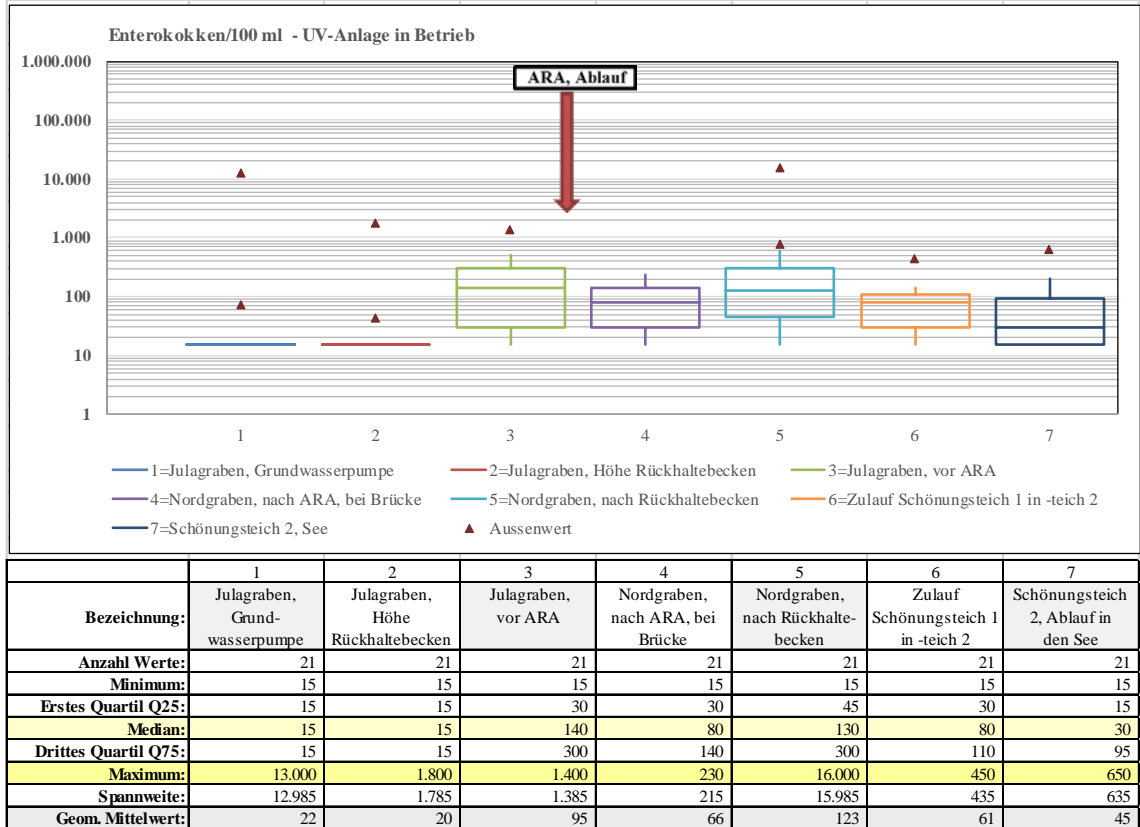 Enterokokken/100 ml - UV-Anlage in Betrieb
1.000.000
100.000
10.000
1.000
100
10
1
ARA, Ablauf
1 2 3 4 5 6 7
1=Julagraben, Grundwasserpumpe
2=Julagraben, Höhe Rückhaltebecken
3=Julagraben, vor ARA
4=Nordgraben, nach ARA, bei Brücke
5=Nordgraben, nach Rückhaltebecken
6=Zulauf Schönungsteich 1 in -teich 2
7=Schönungsteich 2, See
Aussenwert
1 2 3 4 5 6 7
Bezeichnung:
Julagraben,
Grund-
wasserpumpe
Julagraben,
Höhe
Rückhaltebecken
Julagraben,
vor ARA
Nordgraben,
nach ARA, bei
Brücke
Nordgraben,
nach Rückhalte-
becken
Zulauf
Schönungsteich 1
in -teich 2
Schönungsteich
2, Ablauf in
den See
Anzahl Werte: 21 21 21 21 21 21 21
Minimum: 15 15 15 15 15 15 15
Erstes Quartil Q25: 15 15 30 30 45 30 15
Median: 15 15 140 80 130 80 30
Drittes Quartil Q75: 15 15 300 140 300 110 95
Maximum: 13.000 1.800 1.400 230 16.000 450 650
Spannweite: 12.985 1.785 1.385 215 15.985 435 635
Geom. Mittelwert: 22 20 95 66 123 61 45